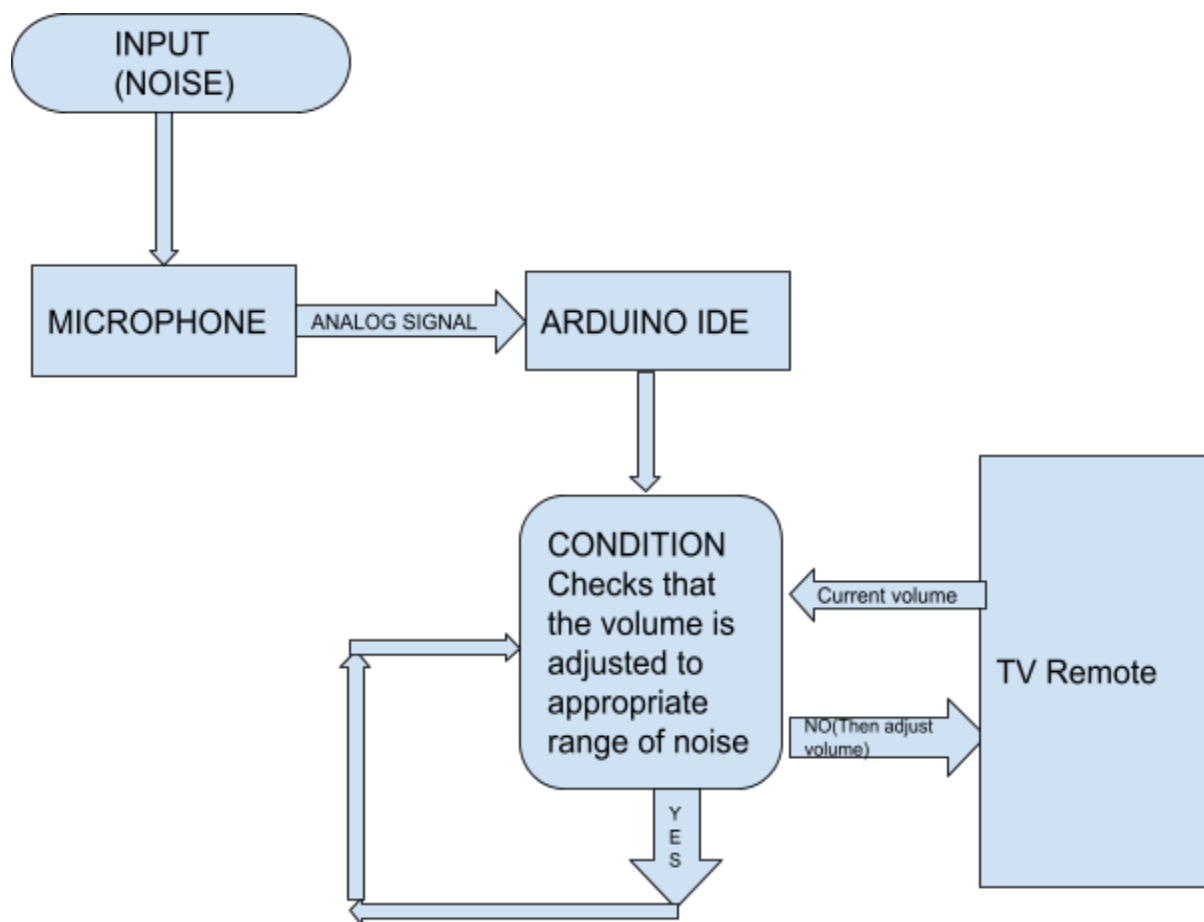 INPUT
(NOISE)
MICROPHONE
ANALOG SIGNAL
ARDUINO IDE
CONDITION
Checks that
the volume is
adjusted to
appropriate
range of noise
Current volume
TV Remote
NO(Then adjust
volume)
Y
E
S